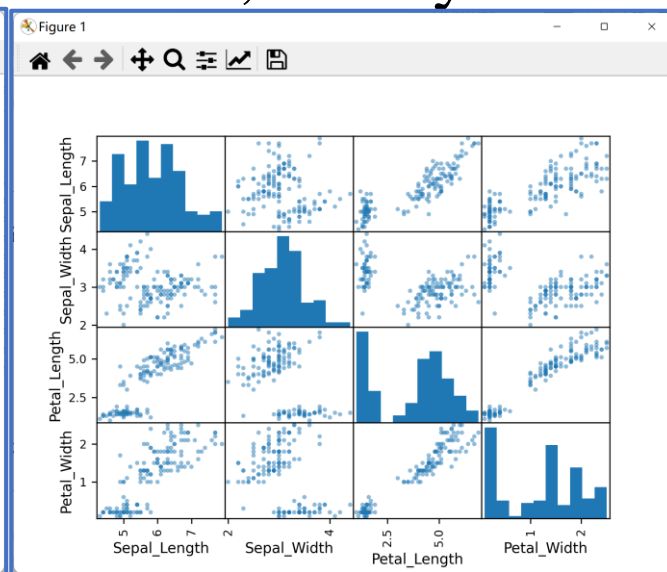 Figure 1
Sepal_Length
7
6
5
Sepal_Width
4
3
2
Petal_Length
5.0
2.5
Petal_Width
2
1
5 6 7 2 4 2.5 5.0 1 2
Sepal_Length Sepal_Width Petal_Length Petal_Width